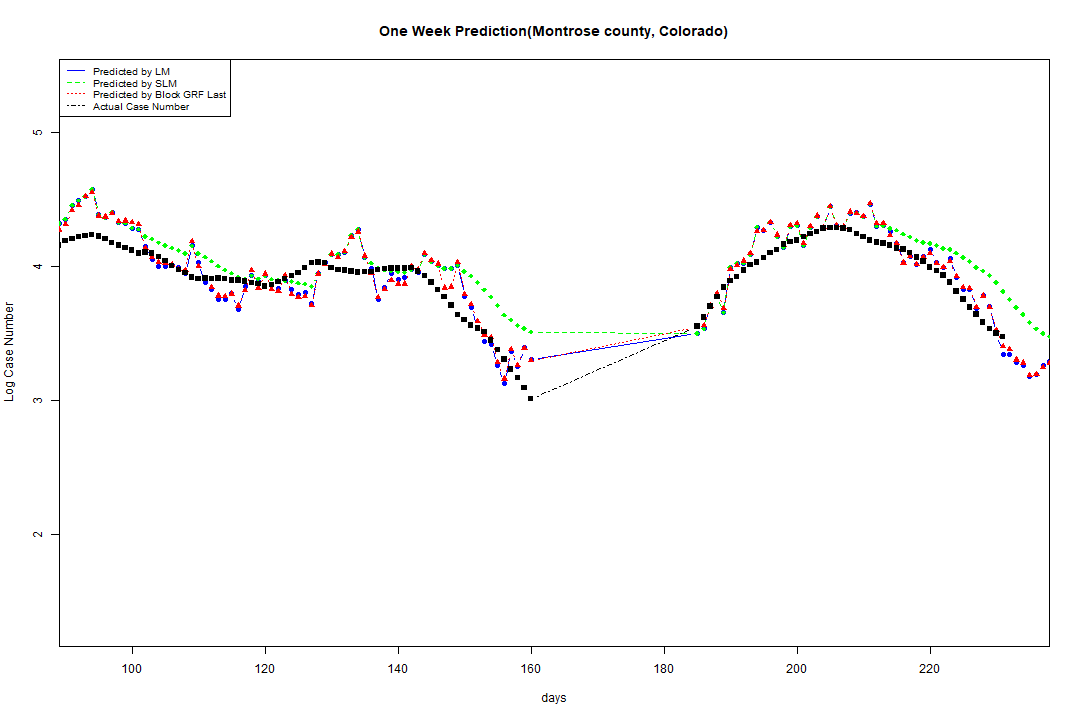 One Week Prediction(Montrose county, Colorado)
Predicted by LM
Predicted by SLM
Predicted by Block GRF Last
Actual Case Number
5
4
3
2
Log Case Number
100 120 140 160 180 200 220
days